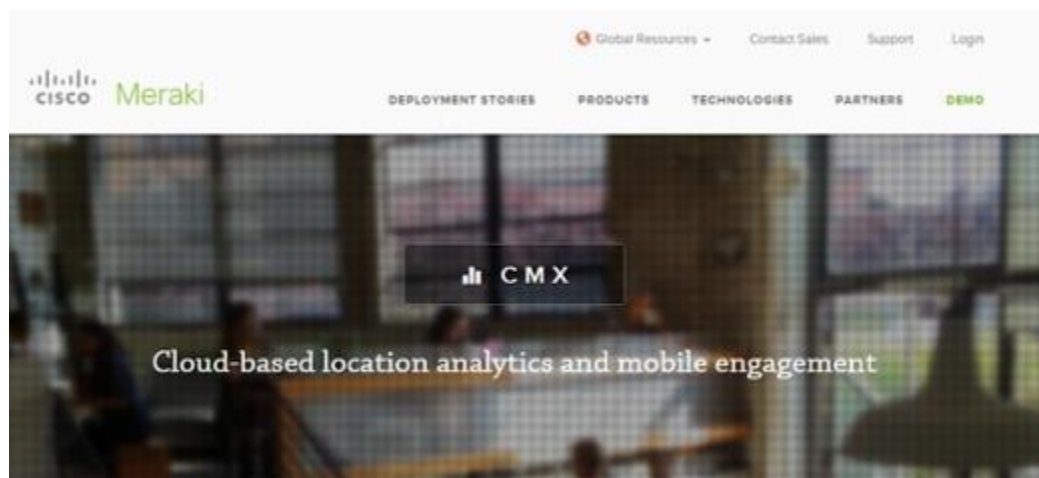 Global Resources
Contact Sales
Support
Login
CISCO Meraki
DEPLOYMENT STORIES
PRODUCTS
TECHNOLOGIES
PARTNERS
DEMO
CMX
Cloud-based location analytics and mobile engagement